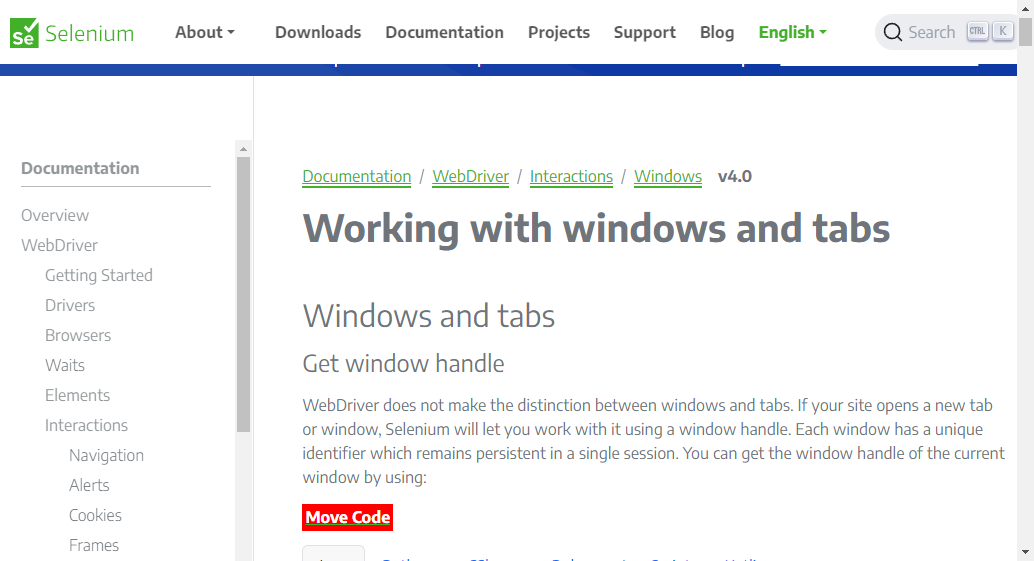 Se Selenium
About
Downloads
Documentation
Projects
Support
Blog
English
Search CTRL K
Documentation
Overview
WebDriver
Getting Started
Drivers
Browsers
Waits
Elements
Interactions
Navigation
Alerts
Cookies
Frames
Documentation / WebDriver / Interactions / Windows v4.0
Working with windows and tabs
Windows and tabs
Get window handle
WebDriver does not make the distinction between windows and tabs. If your site opens a new tab
or window, Selenium will let you work with it using a window handle. Each window has a unique
identifier which remains persistent in a single session. You can get the window handle of the current
window by using:
Move Code